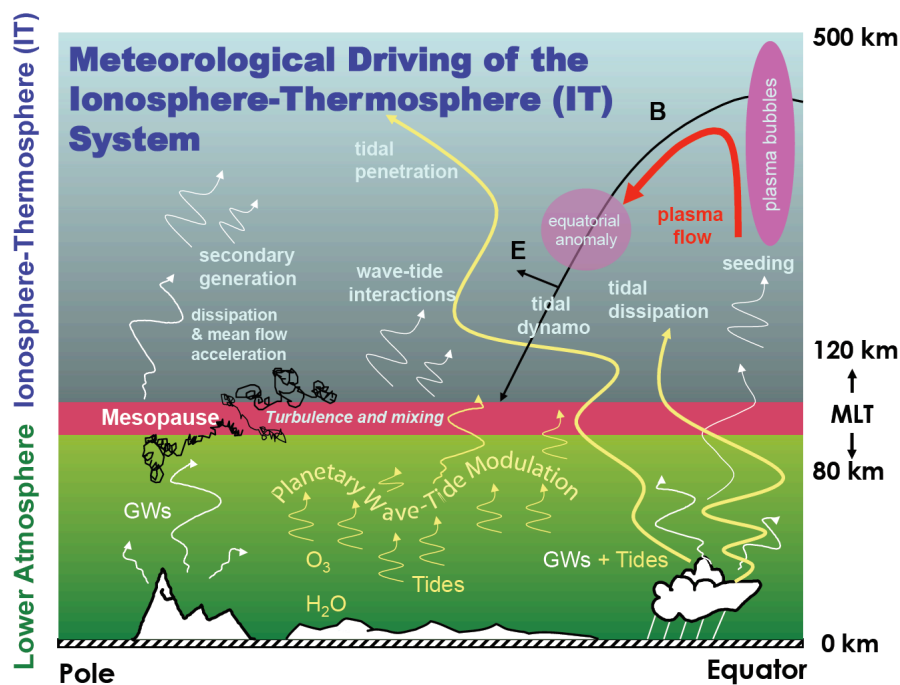 Meteorological Driving of the
Ionosphere-Thermosphere (IT)
System
500 km
Ionosphere-Thermosphere (IT)
Lower Atmosphere
B
plasma bubbles
tidal
penetration
equatorial
anomaly
plasma
flow
E
secondary
generation
wave-tide
interactions
seeding
tidal
dissipation
tidal
dynamo
dissipation
& mean flow
acceleration
120 km
MLT
80 km
Mesopause
Turbulence and mixing
Planetary Wave-Tide Modulation
GWs
O3
Tides
H2O
GWs + Tides
0 km
Pole
Equator